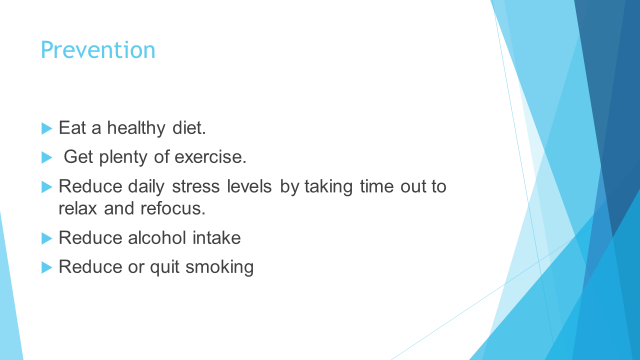 Prevention
Eat a healthy diet.
Get plenty of exercise.
Reduce daily stress levels by taking time out to
relax and refocus.
Reduce alcohol intake
Reduce or quit smoking